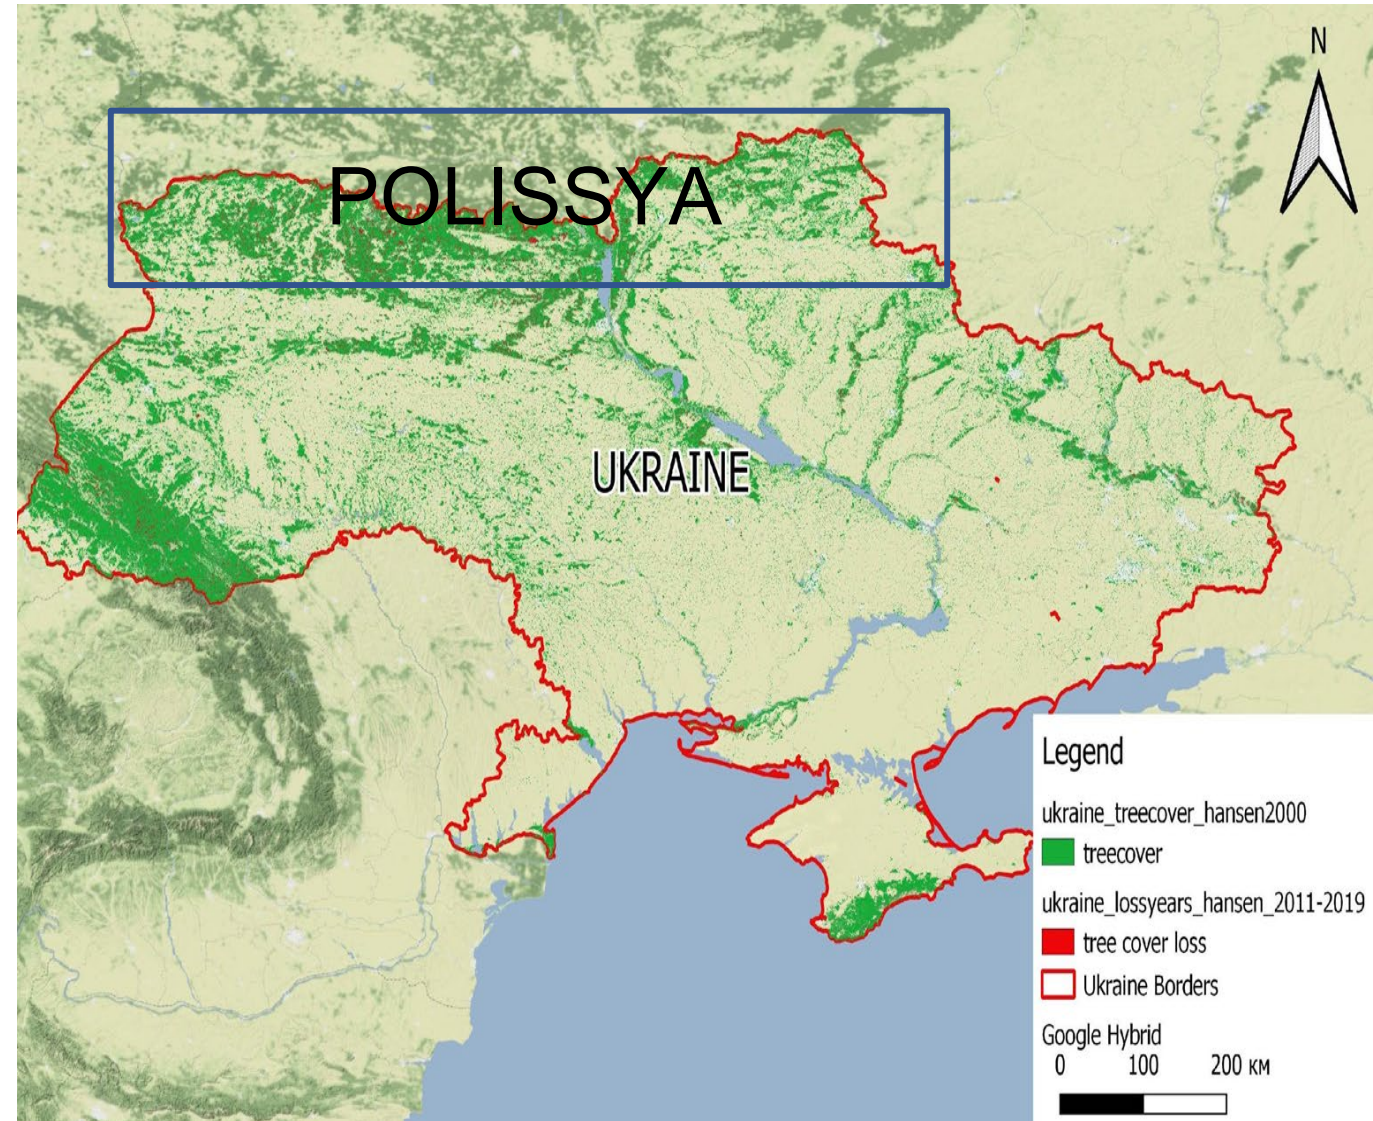 N
POLISSYA
UKRAINE
Legend
ukraine_treecover_hansen2000
treecover
ukraine_lossyears_hansen_2011-2019
tree cover loss
Ukraine Borders
Google Hybrid
0 100 200 км